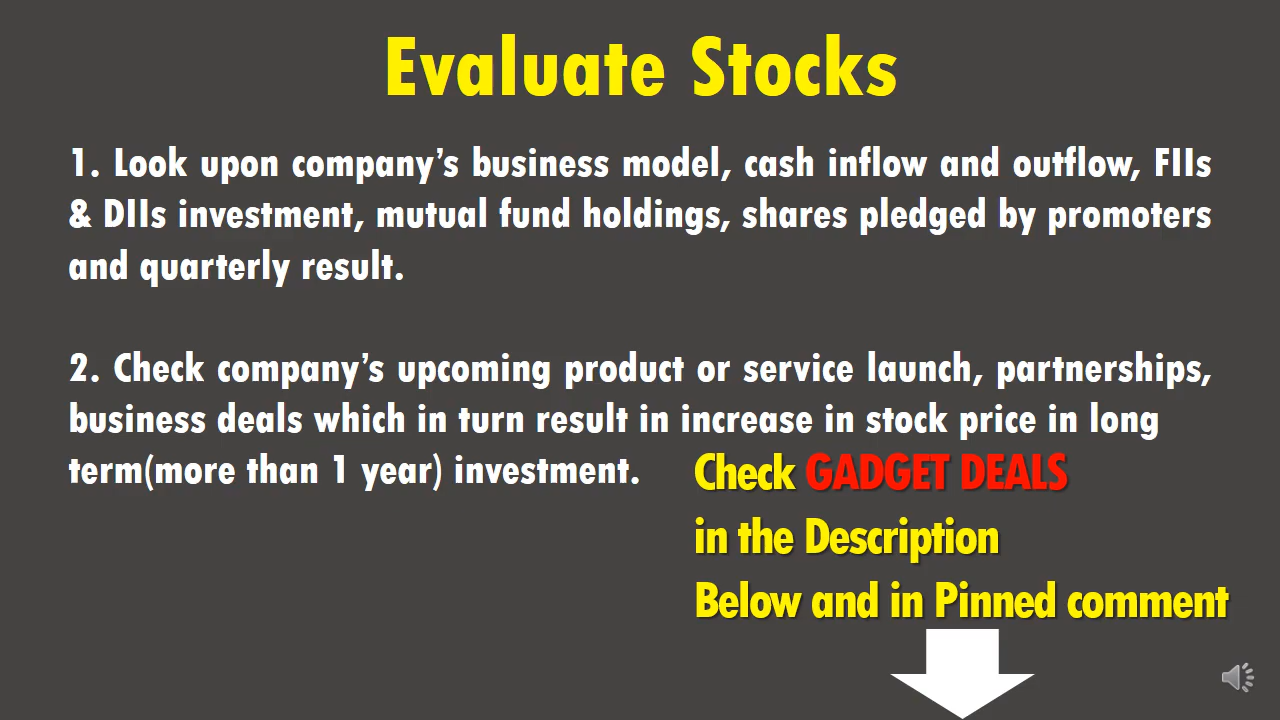 Evaluate Stocks
1. Look upon company’s business model, cash inflow and outflow, FIIs
& DIIs investment, mutual fund holdings, shares pledged by promoters
and quarterly result.
2. Check company’s upcoming product or service launch, partnerships,
business deals which in turn result in increase in stock price in long
term(more than 1 year) investment.
Check GADGET DEALS
in the Description
Below and in Pinned comment